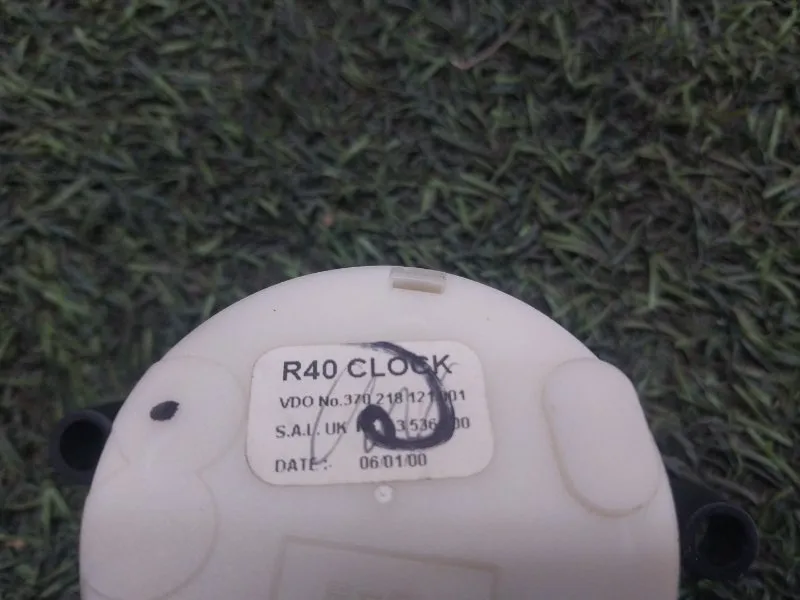 R40 CLOCK
VDO No.370 218 121 001
S.A.L. UK
DATE: 06/01/00